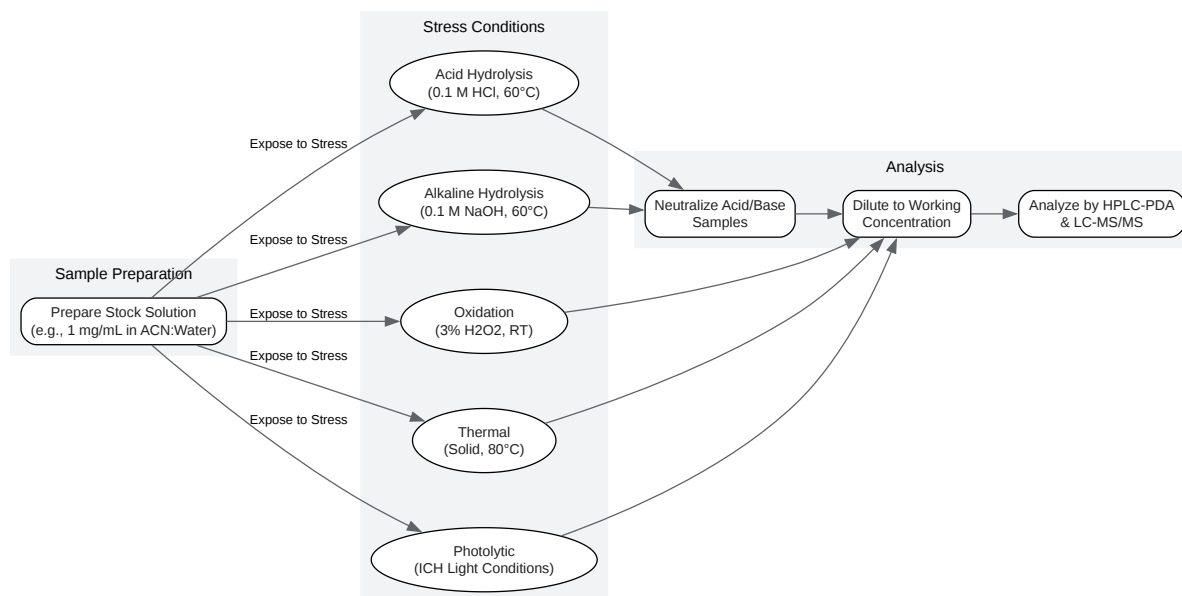 Stress Conditions
Acid Hydrolysis
(0.1 M HCl, 60°C)
Expose to Stress
Analysis
Alkaline Hydrolysis
(0.1 M NaOH, 60°C)
Neutralize Acid/Base
Samples
Dilute to Working
Concentration
Analyze by HPLC-PDA
& LC-MS/MS
Expose to Stress
Sample Preparation
Prepare Stock Solution
(e.g., 1 mg/mL in ACN:Water)
Expose to Stress
Oxidation
(3% H2O2, RT)
Expose to Stress
Thermal
(Solid, 80°C)
Expose to Stress
Photolytic
(ICH Light Conditions)